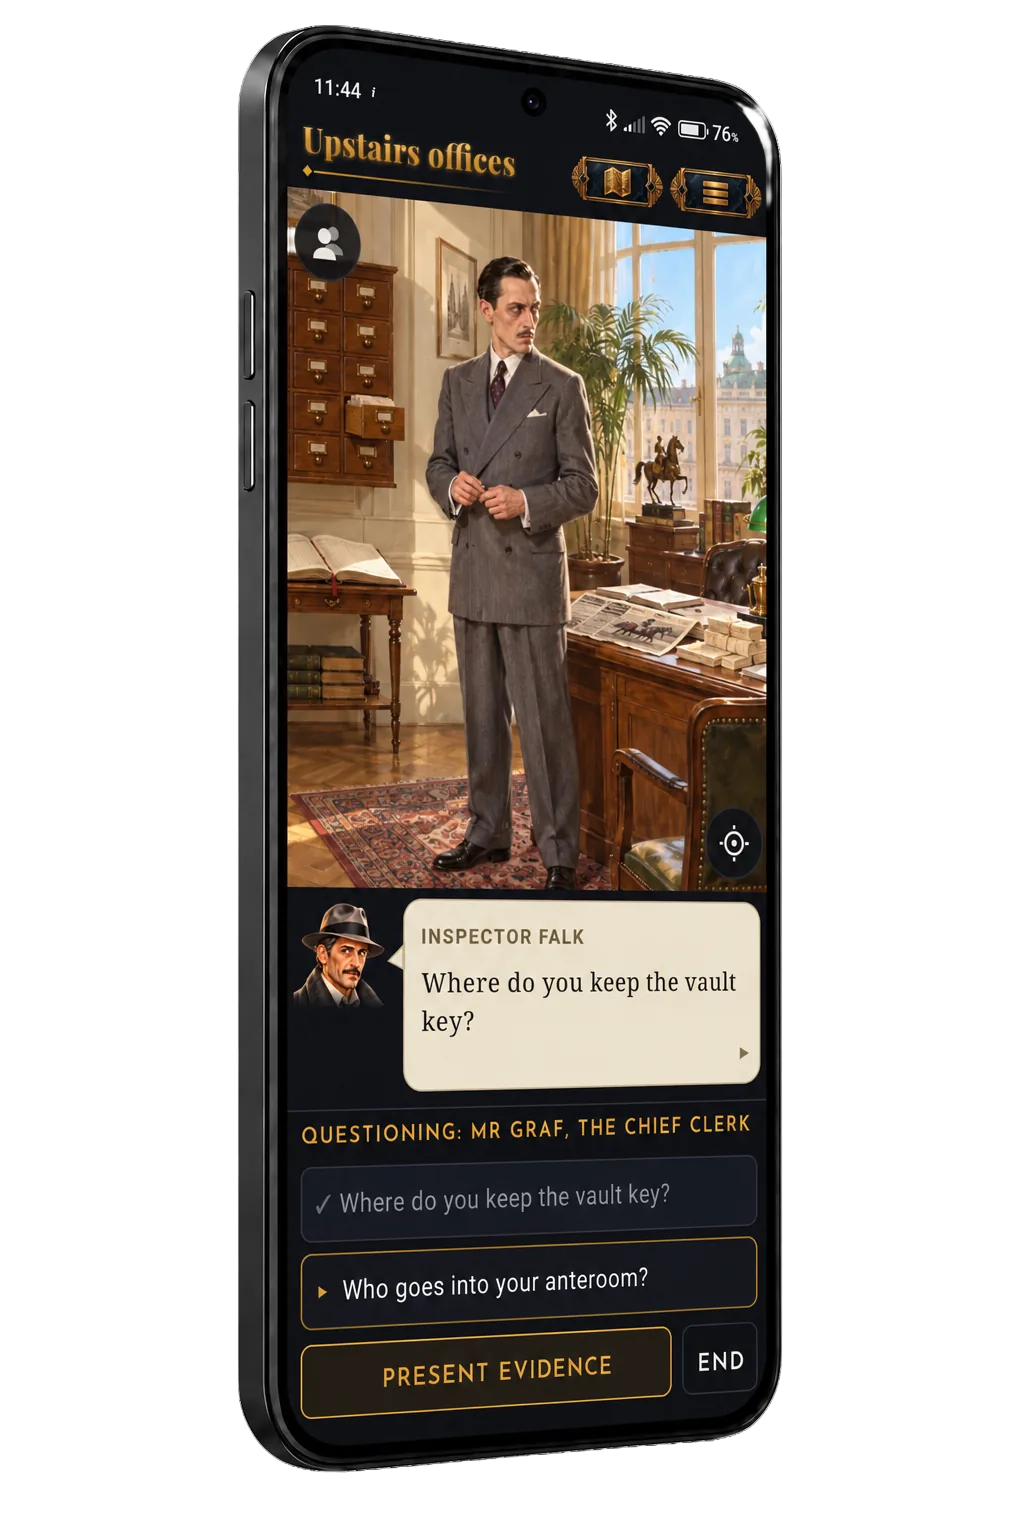 11:44 i
76%
Upstairs offices
INSPECTOR FALK
Where do you keep the vault
key?
QUESTIONING: MR GRAF, THE CHIEF CLERK
✓ Where do you keep the vault key?
Who goes into your anteroom?
PRESENT EVIDENCE
END